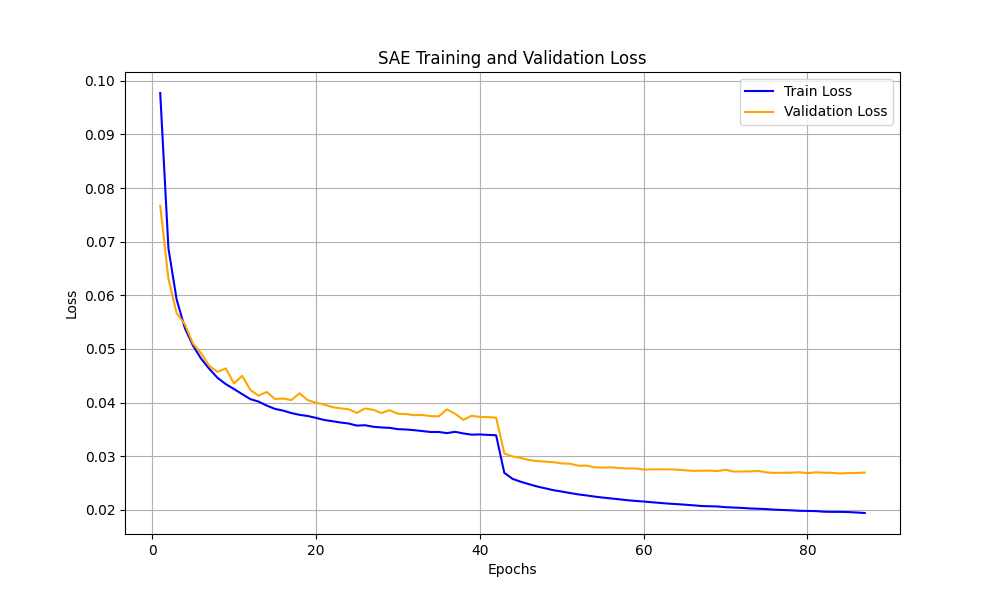 SAE Training and Validation Loss
Train Loss
Validation Loss
Loss
0.10
0.09
0.08
0.07
0.06
0.05
0.04
0.03
0.02
0 20 40 60 80
Epochs